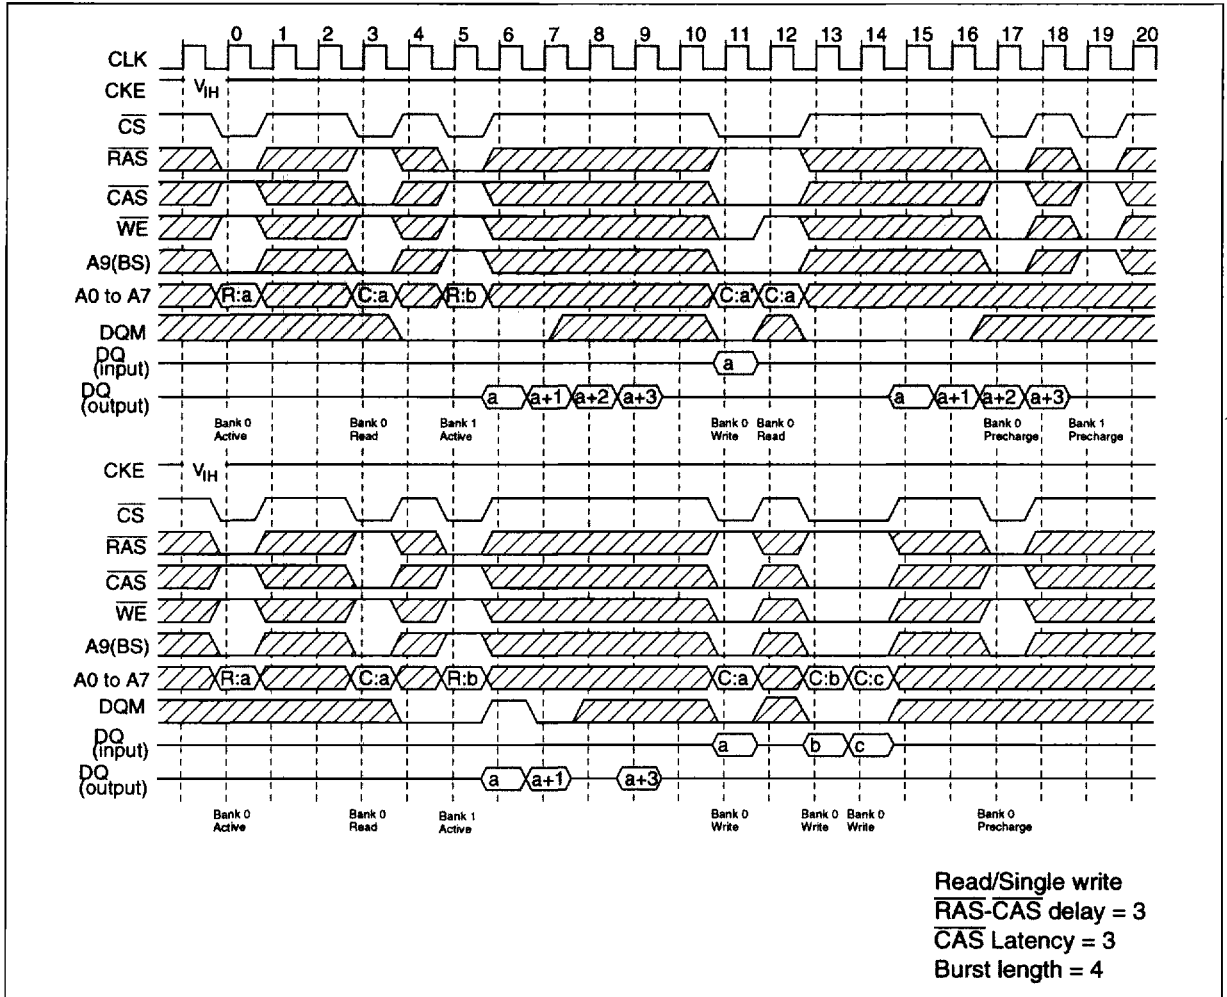 0 1 2 3 4 5 6 7 8 9 10 11 12 13 14 15 16 17 18 19 20
CLK
CKE VIH
CS
RAS
CAS
WE
A9(BS)
A0 to A7 R:a C:a R:b C:a' C:a
DQM
DQ (input) a
DQ (output) a a+1 a+2 a+3 a a+1 a+2 a+3
Bank 0 Bank 0 Bank 1 Bank 0 Bank 0 Bank 0 Bank 1
Active Read Active Write Read Precharge Precharge
CKE VIH
CS
RAS
CAS
WE
A9(BS)
A0 to A7 R:a C:a R:b C:a C:b C:c
DQM
DQ (input) a b c
DQ (output) a a+1 a+3
Bank 0 Bank 0 Bank 1 Bank 0 Bank 0 Bank 0 Bank 0
Active Read Active Write Write Write Precharge
Read/Single write
RAS-CAS delay = 3
CAS Latency = 3
Burst length = 4